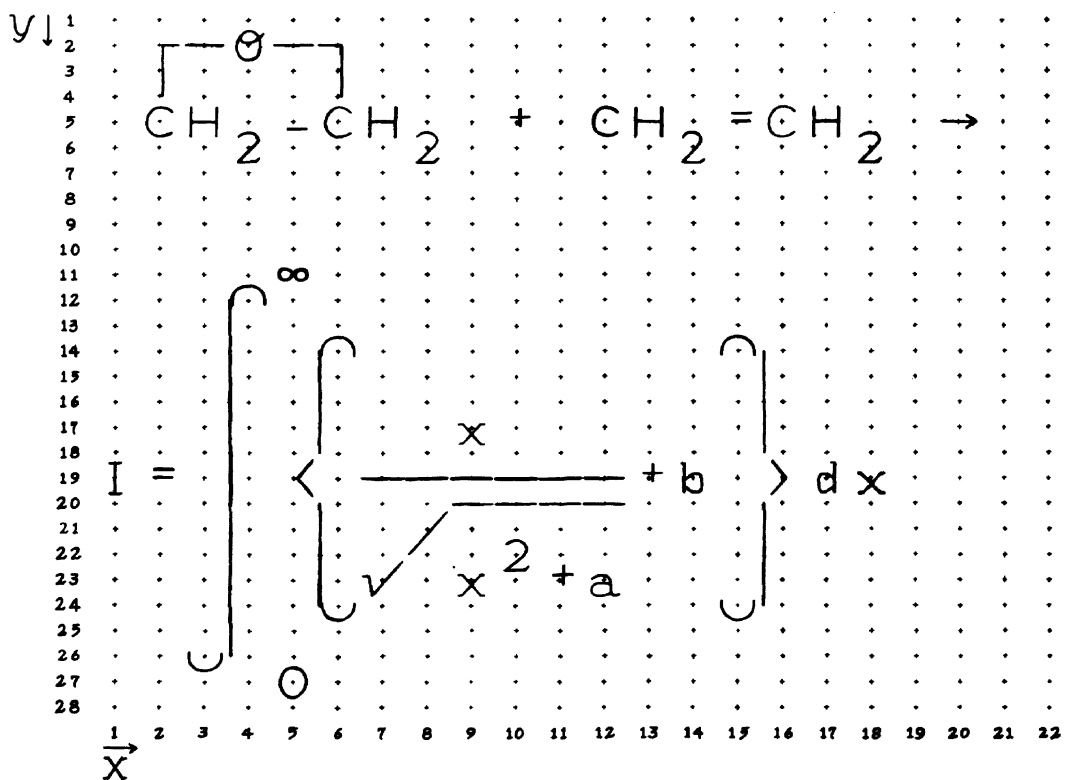 y↓ 1
2 O
3
4
5 CH2-CH2 + CH2=CH2 →
6
7
8
9
10
11 ∞
12
13
14
15
16
17 x
18
19 I = < + b > d x
20
21
22 2
23 √ x + a
24
25
26
27 0
28
1 2 3 4 5 6 7 8 9 10 11 12 13 14 15 16 17 18 19 20 21 22
x→